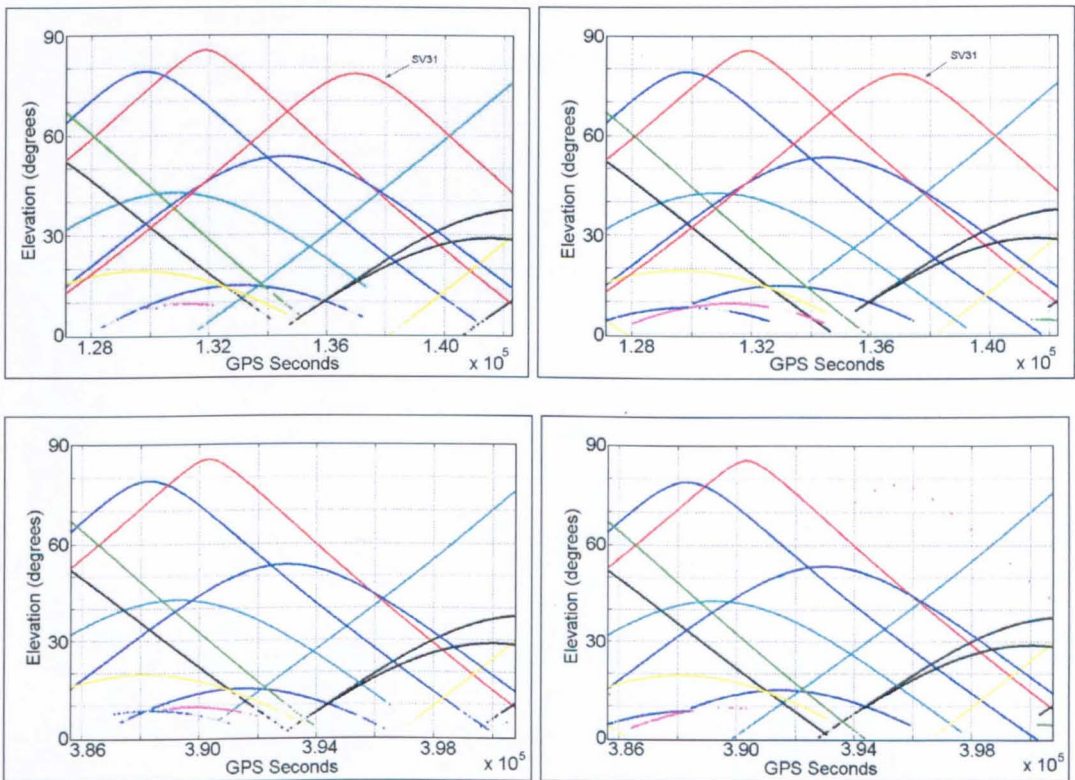 90
60
30
0
Elevation (degrees)
SV31
1.28 1.32 1.36 1.40
GPS Seconds x 10^5
90
60
30
0
Elevation (degrees)
SV31
1.28 1.32 1.36 1.40
GPS Seconds x 10^5
90
60
30
0
Elevation (degrees)
3.86 3.90 3.94 3.98
GPS Seconds x 10^5
90
60
30
0
Elevation (degrees)
3.86 3.90 3.94 3.98
GPS Seconds x 10^5